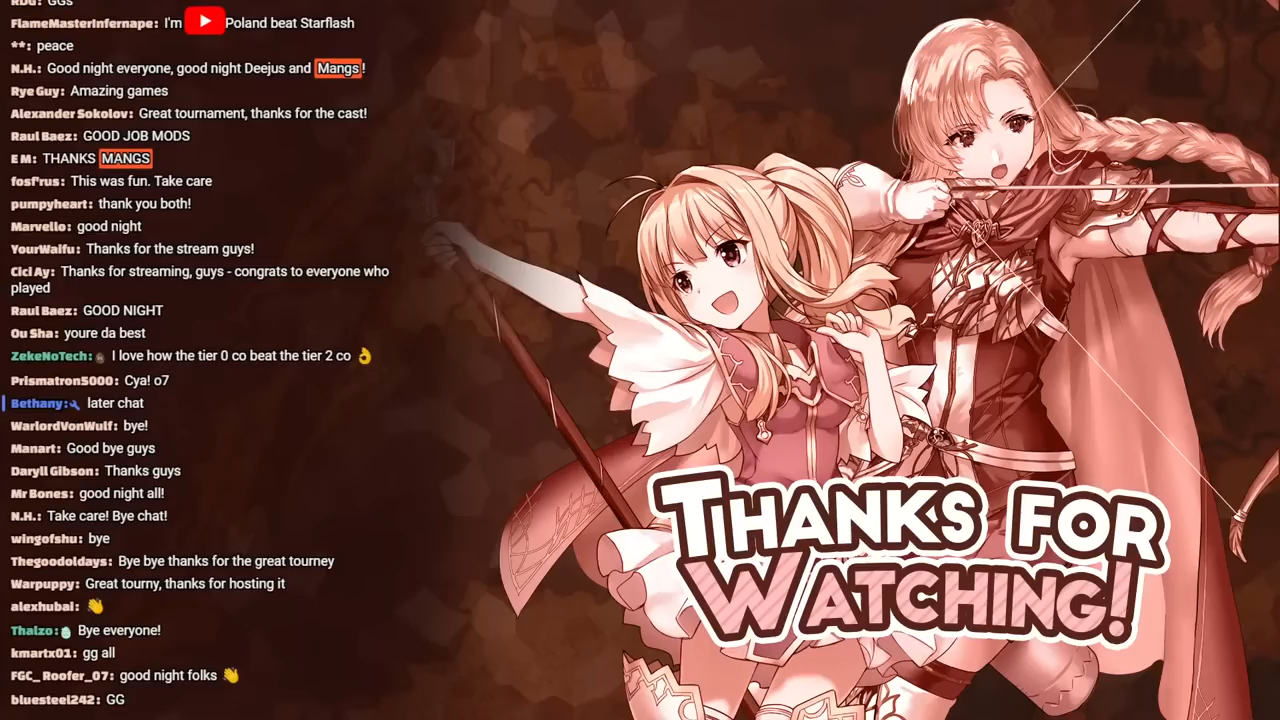 RDG: GGs
FlameMasterInfernape: I'm Poland beat Starflash
**: peace
N.H.: Good night everyone, good night Deejus and Mangs!
Rye Guy: Amazing games
Alexander Sokolov: Great tournament, thanks for the cast!
Raul Baez: GOOD JOB MODS
E M: THANKS MANGS
fosf'rus: This was fun. Take care
pumpyheart: thank you both!
Marvello: good night
YourWaifu: Thanks for the stream guys!
Cici Ay: Thanks for streaming, guys - congrats to everyone who
played
Raul Baez: GOOD NIGHT
Ou Sha: youre da best
ZekeNoTech: I love how the tier 0 co beat the tier 2 co 👌
Prismatron5000: Cya! o7
Bethany: later chat
WarlordVonWulf: bye!
Manart: Good bye guys
Daryll Gibson: Thanks guys
Mr Bones: good night all!
N.H.: Take care! Bye chat!
wingofshu: bye
Thegoodoldays: Bye bye thanks for the great tourney
Warpuppy: Great tourny, thanks for hosting it
alexhubai: 👋
Thaizo: Bye everyone!
kmartx01: gg all
FGC_Roofer_07: good night folks 👋
bluesteel242: GG
THANKS FOR
WATCHING!